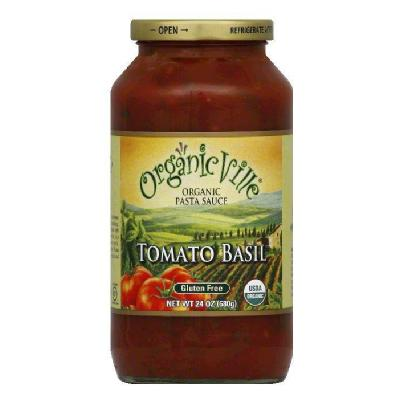 ← OPEN → REFRIGERATE
OrganicVille®
ORGANIC
PASTA SAUCE
TOMATO BASIL
Gluten Free
NET WT 24 OZ (680g)
USDA
ORGANIC